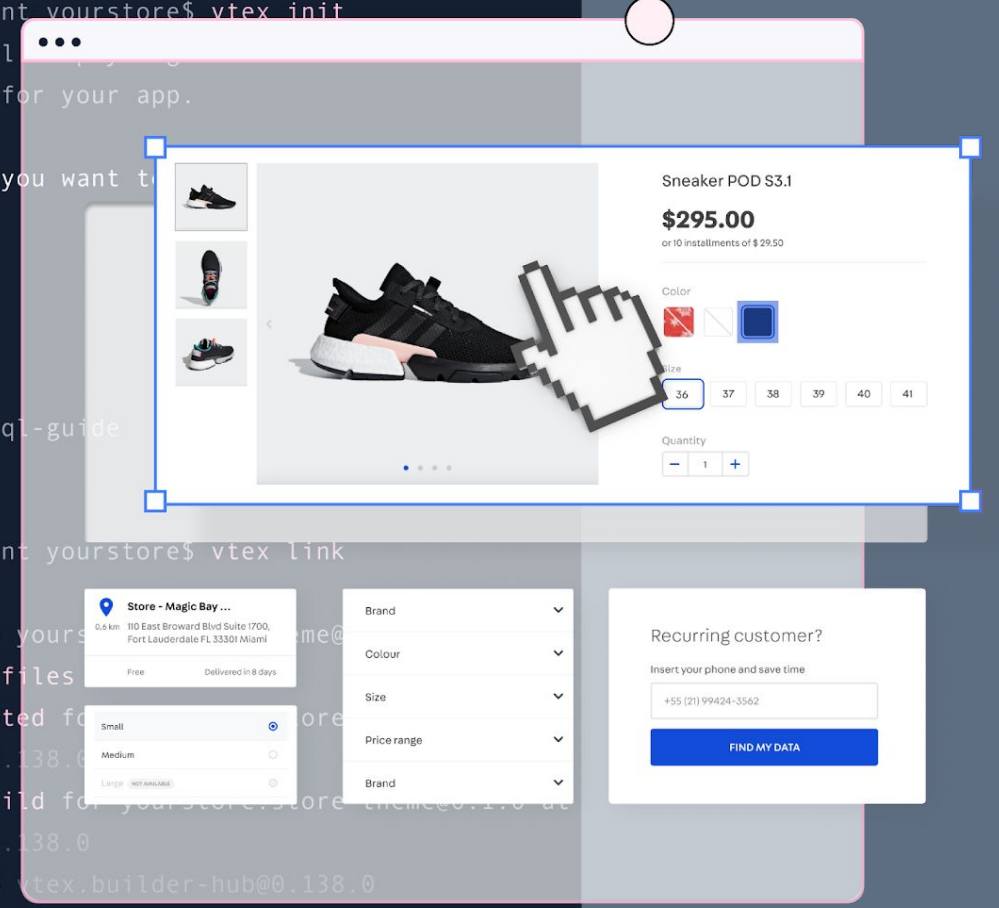 nt yourstore$ vtex init
l
for your app.
you want t
Sneaker POD S3.1
$295.00
or 10 installments of $ 29.50
Color
Size
36 37 38 39 40 41
Quantity
1
ql-guide
nt yourstore$ vtex link
Store - Magic Bay ...
0,6 km
110 East Broward Blvd Suite 1700,
Fort Lauderdale FL 33301 Miami
Free
Delivered in 8 days
yours
eme@
files
ted fo
tore
Small
Medium
Large NOT AVAILABLE
.138.0
Brand
Colour
Size
Price range
Brand
Recurring customer?
Insert your phone and save time
+55 (21) 99424-3562
FIND MY DATA
ild for yourstore.store-theme@0.1.0 at
.138.0
vtex.builder-hub@0.138.0